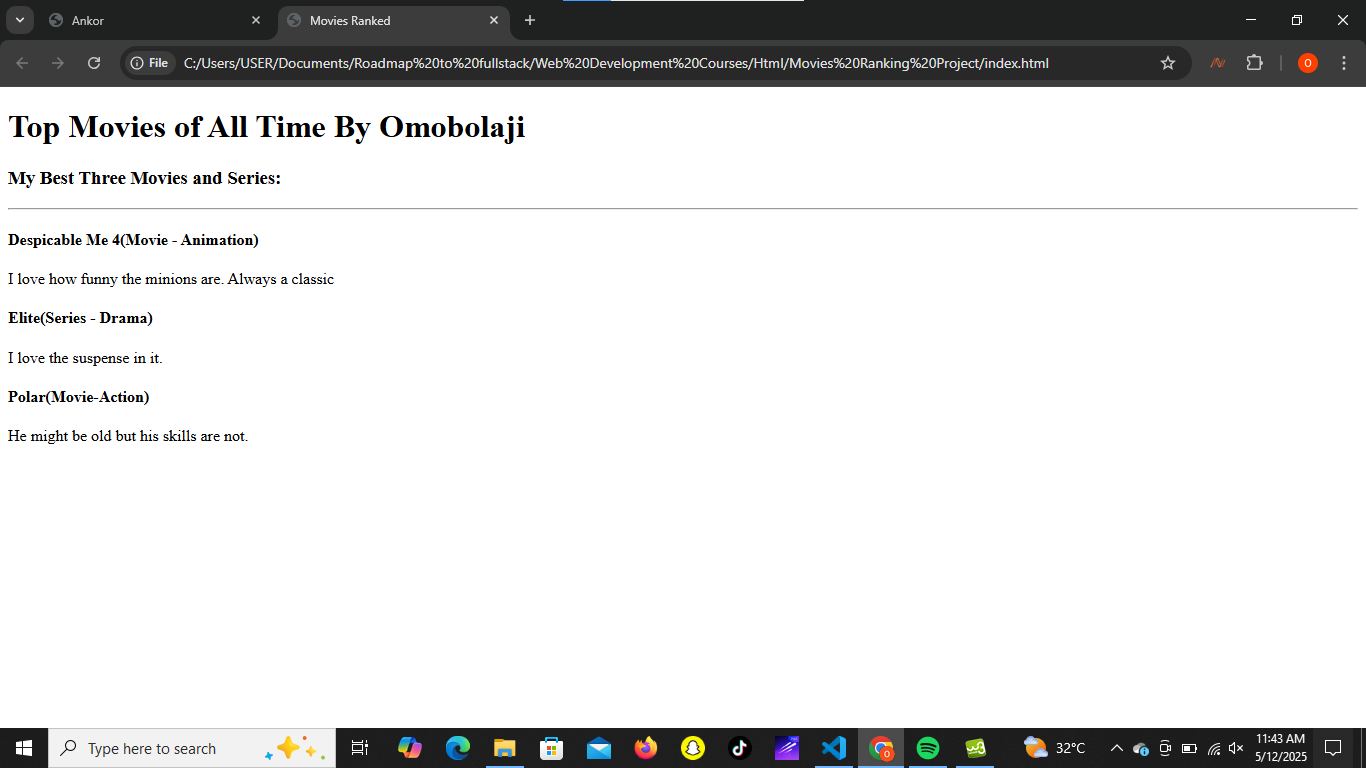 Ankor
Movies Ranked
File
C:/Users/USER/Documents/Roadmap%20to%20fullstack/Web%20Development%20Courses/Html/Movies%20Ranking%20Project/index.html
O
Top Movies of All Time By Omobolaji
My Best Three Movies and Series:
Despicable Me 4(Movie - Animation)
I love how funny the minions are. Always a classic
Elite(Series - Drama)
I love the suspense in it.
Polar(Movie-Action)
He might be old but his skills are not.
Type here to search
32°C
11:43 AM
5/12/2025